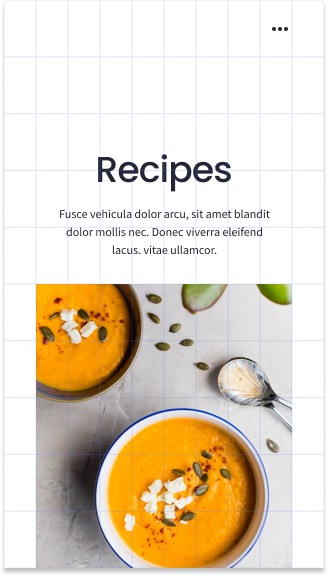 Recipes
Fusce vehicula dolor arcu, sit amet blandit
dolor mollis nec. Donec viverra eleifend
lacus. vitae ullamcor.